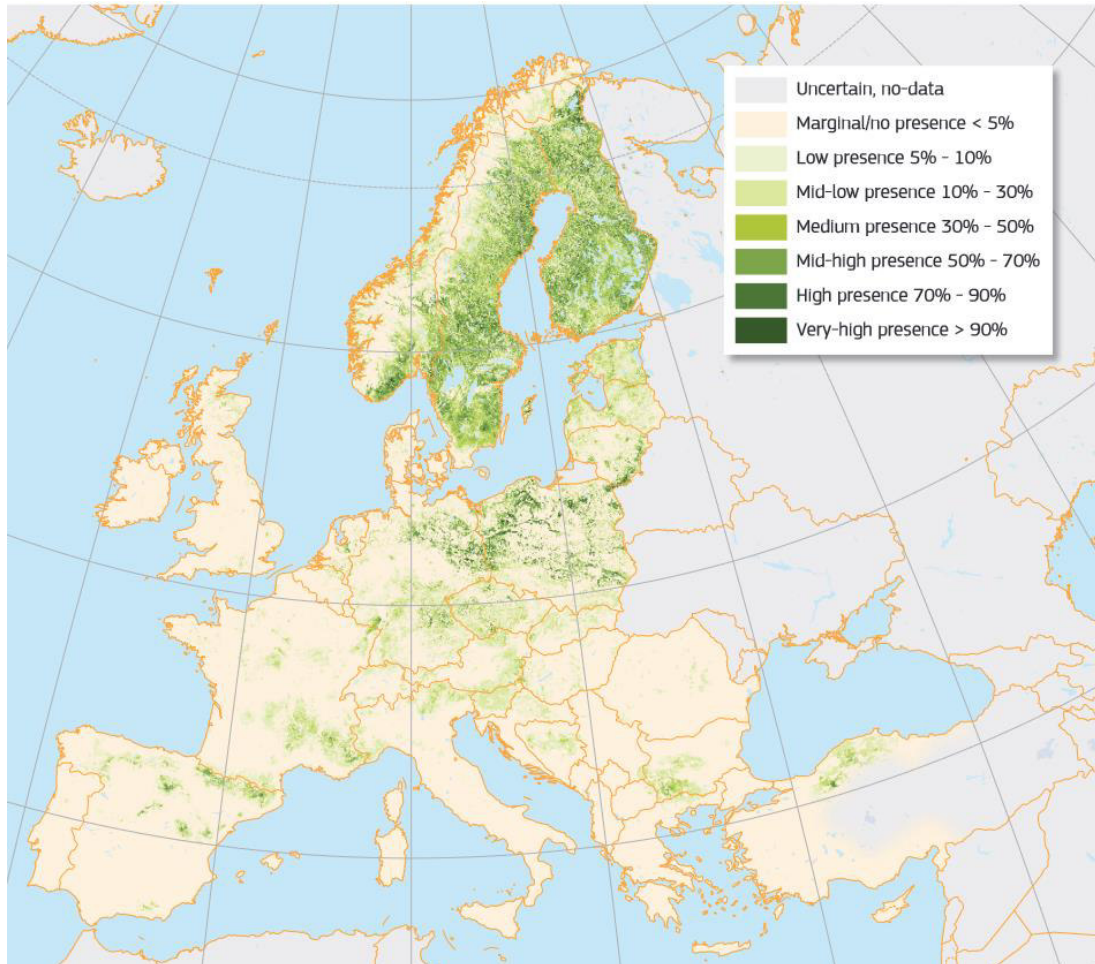 Uncertain, no-data
Marginal/no presence < 5%
Low presence 5% - 10%
Mid-low presence 10% - 30%
Medium presence 30% - 50%
Mid-high presence 50% - 70%
High presence 70% - 90%
Very-high presence > 90%